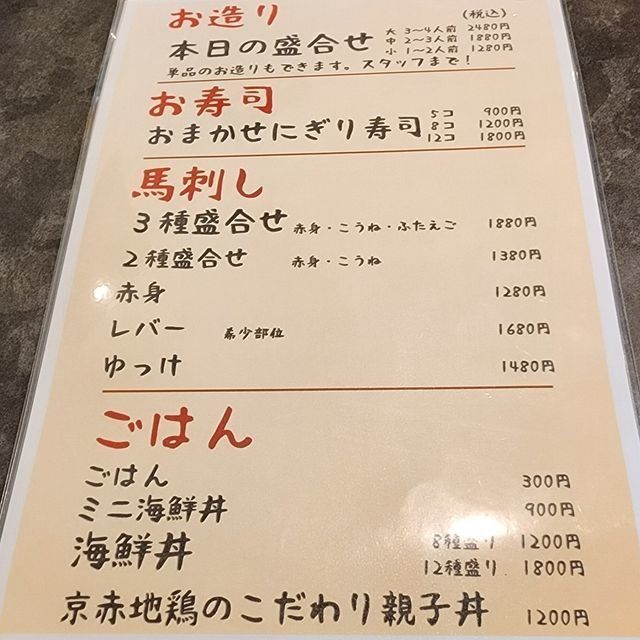 お造り (税込)
本日の盛合せ 大 3〜4人前 2480円
中 2〜3人前 1880円
小 1〜2人前 1280円
単品のお造りもできます。スタッフまで!
お寿司
おまかせにぎり寿司 5コ 900円
8コ 1200円
12コ 1800円
馬刺し
3種盛合せ 赤身・こうね・ふたえご 1880円
2種盛合せ 赤身・こうね 1380円
赤身 1280円
レバー 希少部位 1680円
ゆっけ 1480円
ごはん
ごはん 300円
ミニ海鮮丼 900円
海鮮丼 8種盛り 1200円
12種盛り 1800円
京赤地鶏のこだわり親子丼 1200円